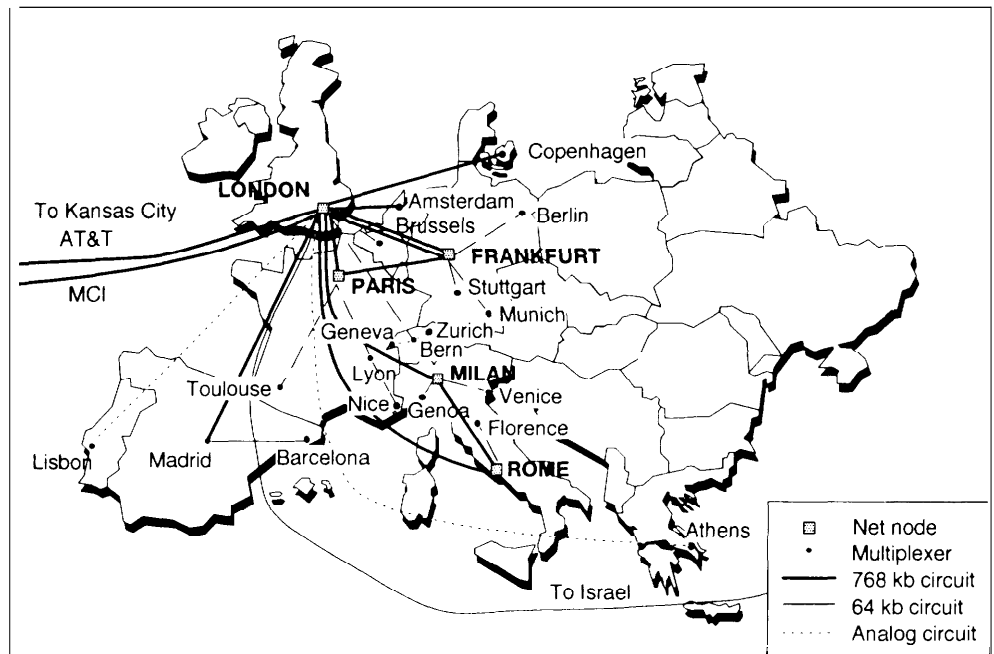 Copenhagen
LONDON
Amsterdam
To Kansas City
AT&T
Brussels
Berlin
FRANKFURT
MCI
PARIS
Stuttgart
Munich
Geneva
Zurich
Bern
Lyon
MILAN
Toulouse
Venice
Nice
Genoa
Florence
Lisbon
Madrid
Barcelona
ROME
Athens
To Israel
Net node
Multiplexer
768 kb circuit
64 kb circuit
Analog circuit